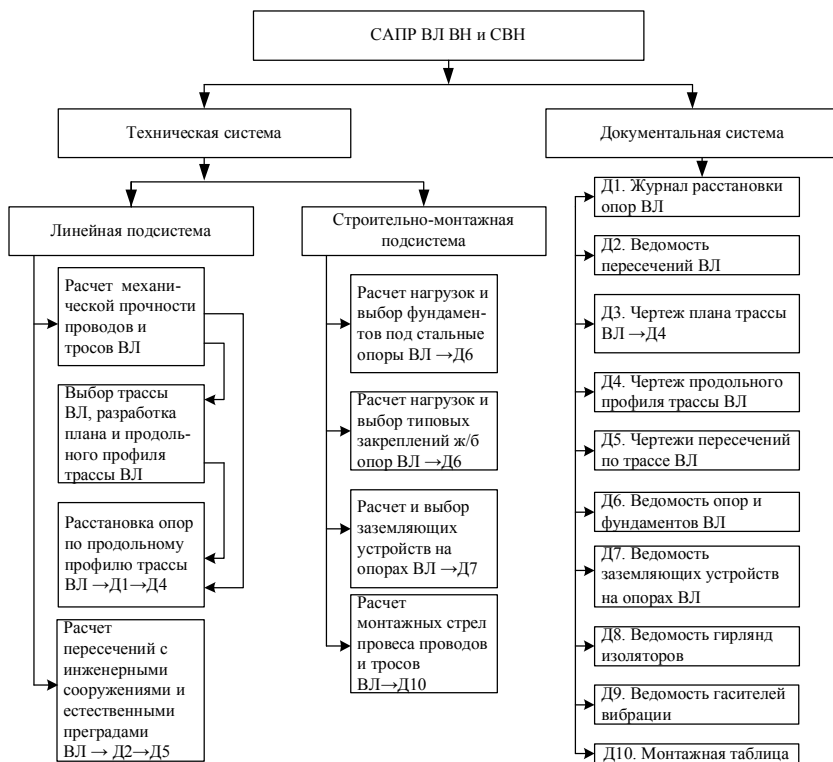 САПР ВЛ ВН и СВН
Техническая система
Документальная система
Линейная подсистема
Строительно-монтажная
подсистема
Расчет механи-
ческой прочности
проводов и
тросов ВЛ
Выбор трассы
ВЛ, разработка
плана и продоль-
ного профиля
трассы ВЛ
Расстановка опор
по продольному
профилю трассы
ВЛ →Д1→Д4
Расчет
пересечений с
инженерными
сооружениями и
естественными
преградами
ВЛ → Д2→Д5
Расчет нагрузок и
выбор фундамен-
тов под стальные
опоры ВЛ →Д6
Расчет нагрузок и
выбор типовых
закреплений ж/б
опор ВЛ →Д6
Расчет и выбор
заземляющих
устройств на
опорах ВЛ →Д7
Расчет
монтажных стрел
провеса проводов
и тросов
ВЛ→Д10
Д1. Журнал расстановки
опор ВЛ
Д2. Ведомость
пересечений ВЛ
Д3. Чертеж плана трассы
ВЛ →Д4
Д4. Чертеж продольного
профиля трассы ВЛ
Д5. Чертежи пересечений
по трассе ВЛ
Д6. Ведомость опор и
фундаментов ВЛ
Д7. Ведомость
заземляющих устройств
на опорах ВЛ
Д8. Ведомость гирлянд
изоляторов
Д9. Ведомость гасителей
вибрации
Д10. Монтажная таблица